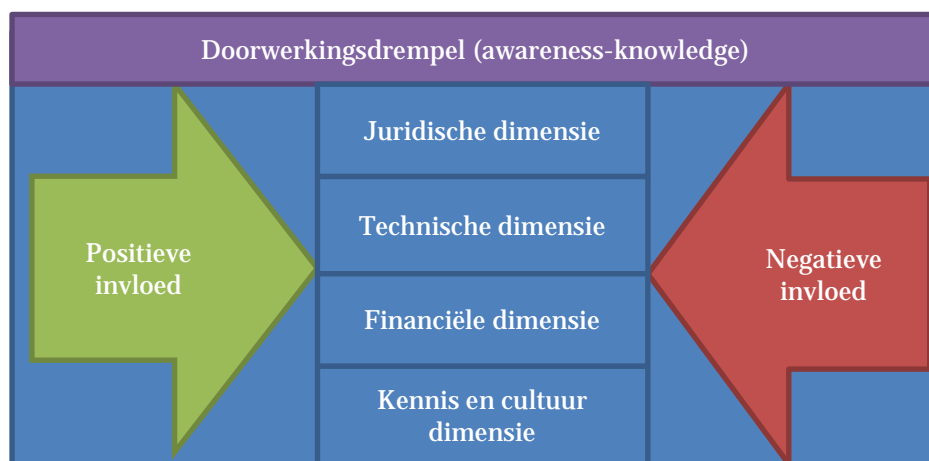 Doorwerkingsdrempel (awareness-knowledge)
Juridische dimensie
Technische dimensie
Positieve
invloed
Negatieve
invloed
Financiële dimensie
Kennis en cultuur
dimensie